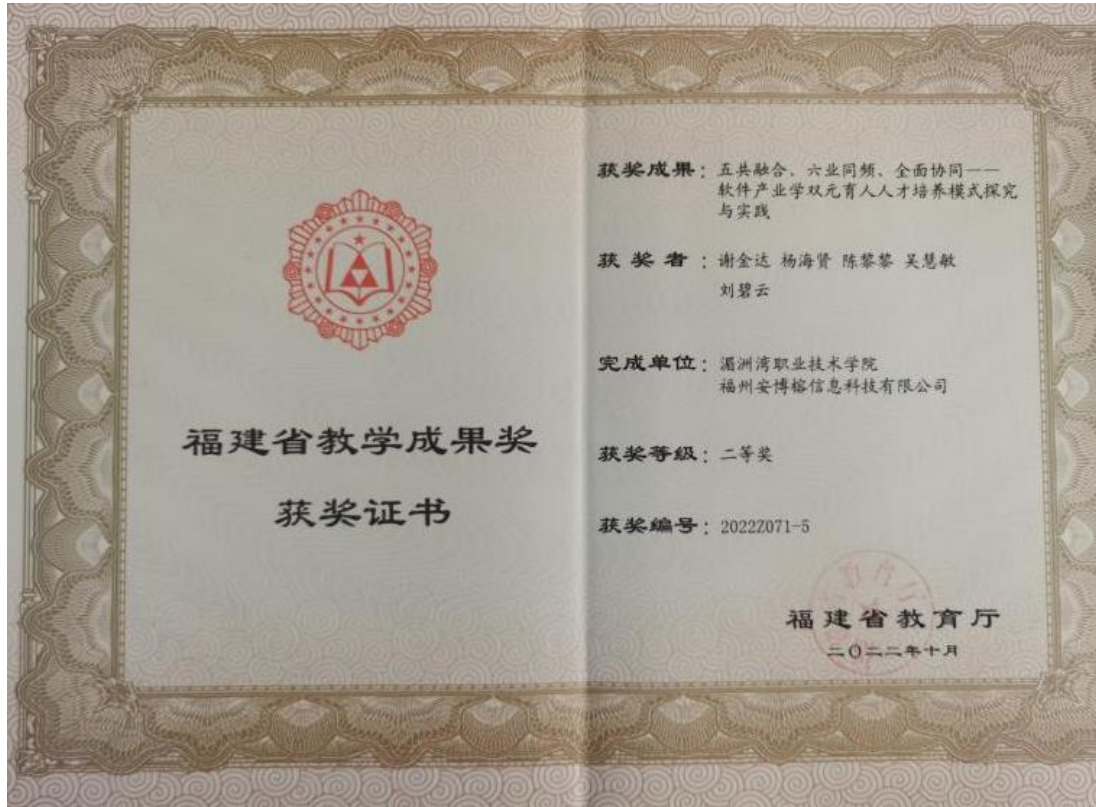 福建省教学成果奖
获奖证书
获奖成果：五共融合、六业同频、全面协同——
软件产业学双元育人人才培养模式探究
与实践
获奖者：谢金达 杨海贤 陈黎黎 吴慧敏
刘碧云
完成单位：湄洲湾职业技术学院
福州安博榕信息科技有限公司
获奖等级：二等奖
获奖编号：2022Z071-5
福建省教育厅
二〇二二年十月